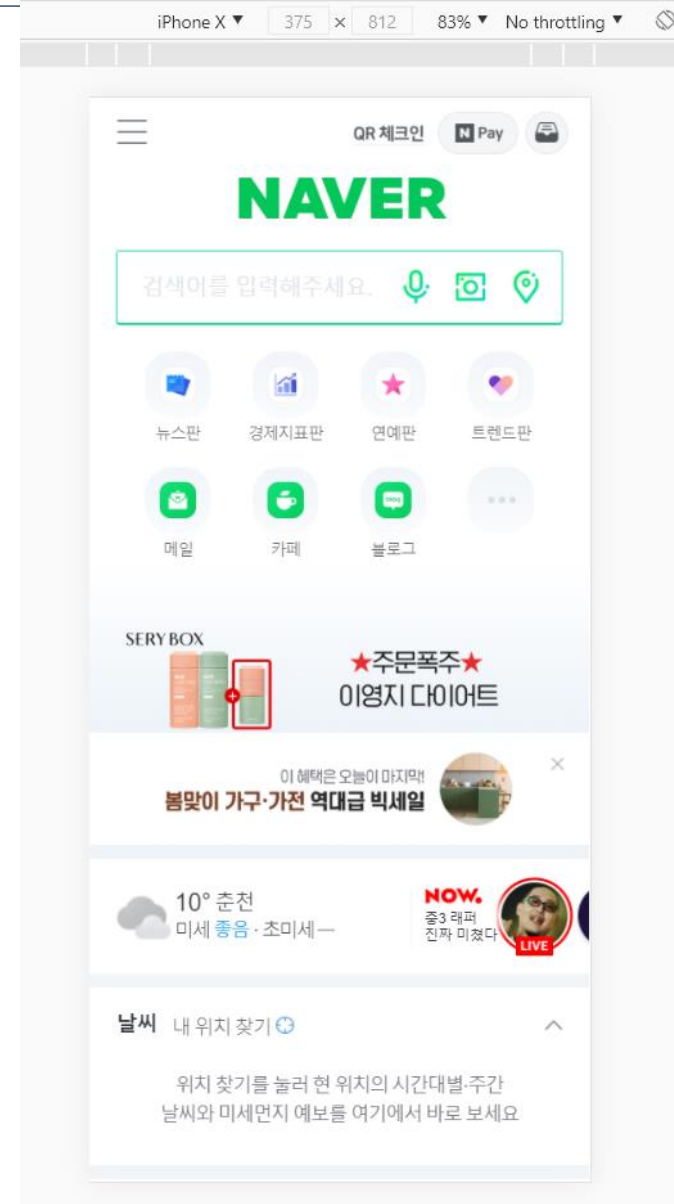 iPhone X ▼ 375 × 812 83% ▼ No throttling ▼
QR 체크인 N Pay
NAVER
검색어를 입력해주세요.
뉴스판 경제지표판 연예판 트렌드판
메일 카페 블로그
SERY BOX
★주문폭주★
이영지 다이어트
이 혜택은 오늘이 마지막!
봄맞이 가구·가전 역대급 빅세일
10° 춘천
미세 좋음 · 초미세 —
NOW.
중3 래퍼
진짜 미쳤다
LIVE
날씨 내 위치 찾기
위치 찾기를 눌러 현 위치의 시간대별·주간
날씨와 미세먼지 예보를 여기에서 바로 보세요